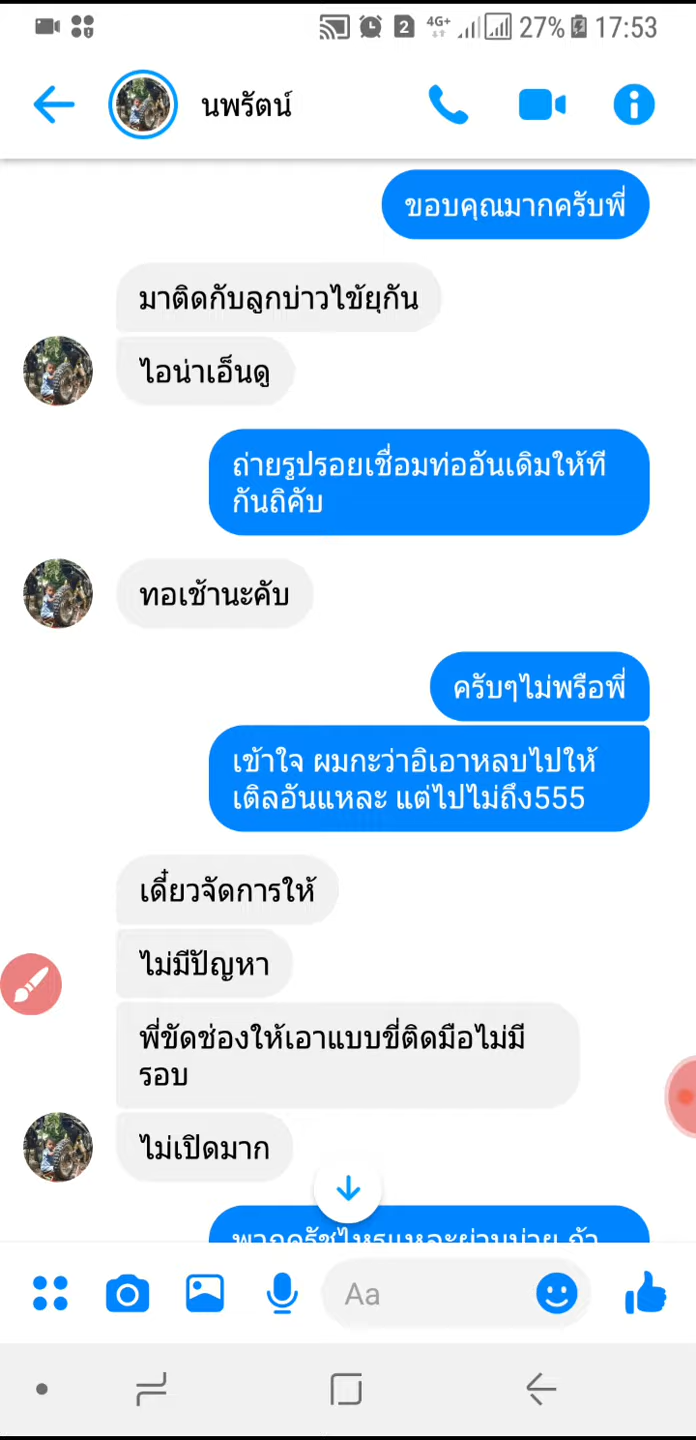 4G+ 27% 17:53
2
นพรัตน์
ขอบคุณมากครับพี่
มาติดกับลูกบ่าวไข้ยุกัน
ไอน่าเอ็นดู
ถ่ายรูปรอยเชื่อมท่ออันเดิมให้ที
กันถิคับ
ทอเช้านะคับ
ครับๆไม่พรือพี่
เข้าใจ ผมกะว่าอิเอาหลบไปให้
เติลอันแหละ แต่ไปไม่ถึง555
เดี๋ยวจัดการให้
ไม่มีปัญหา
พี่ขัดช่องให้เอาแบบขี่ติดมือไม่มี
รอบ
ไม่เปิดมาก
Aa